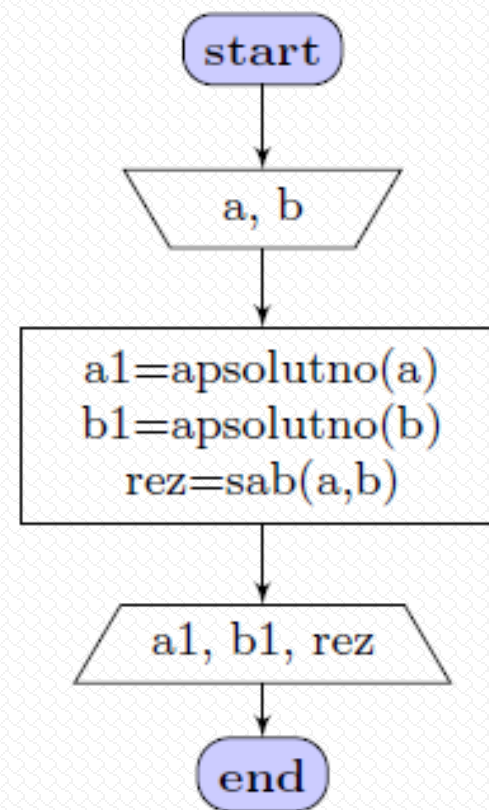 start
a, b
a1=apsolutno(a)
b1=apsolutno(b)
rez=sab(a,b)
a1, b1, rez
end